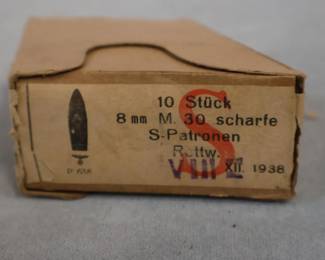 10 Stück
8 mm M. 30 scharfe
S-Patronen
Rottw.
VIII E XII. 1938
S